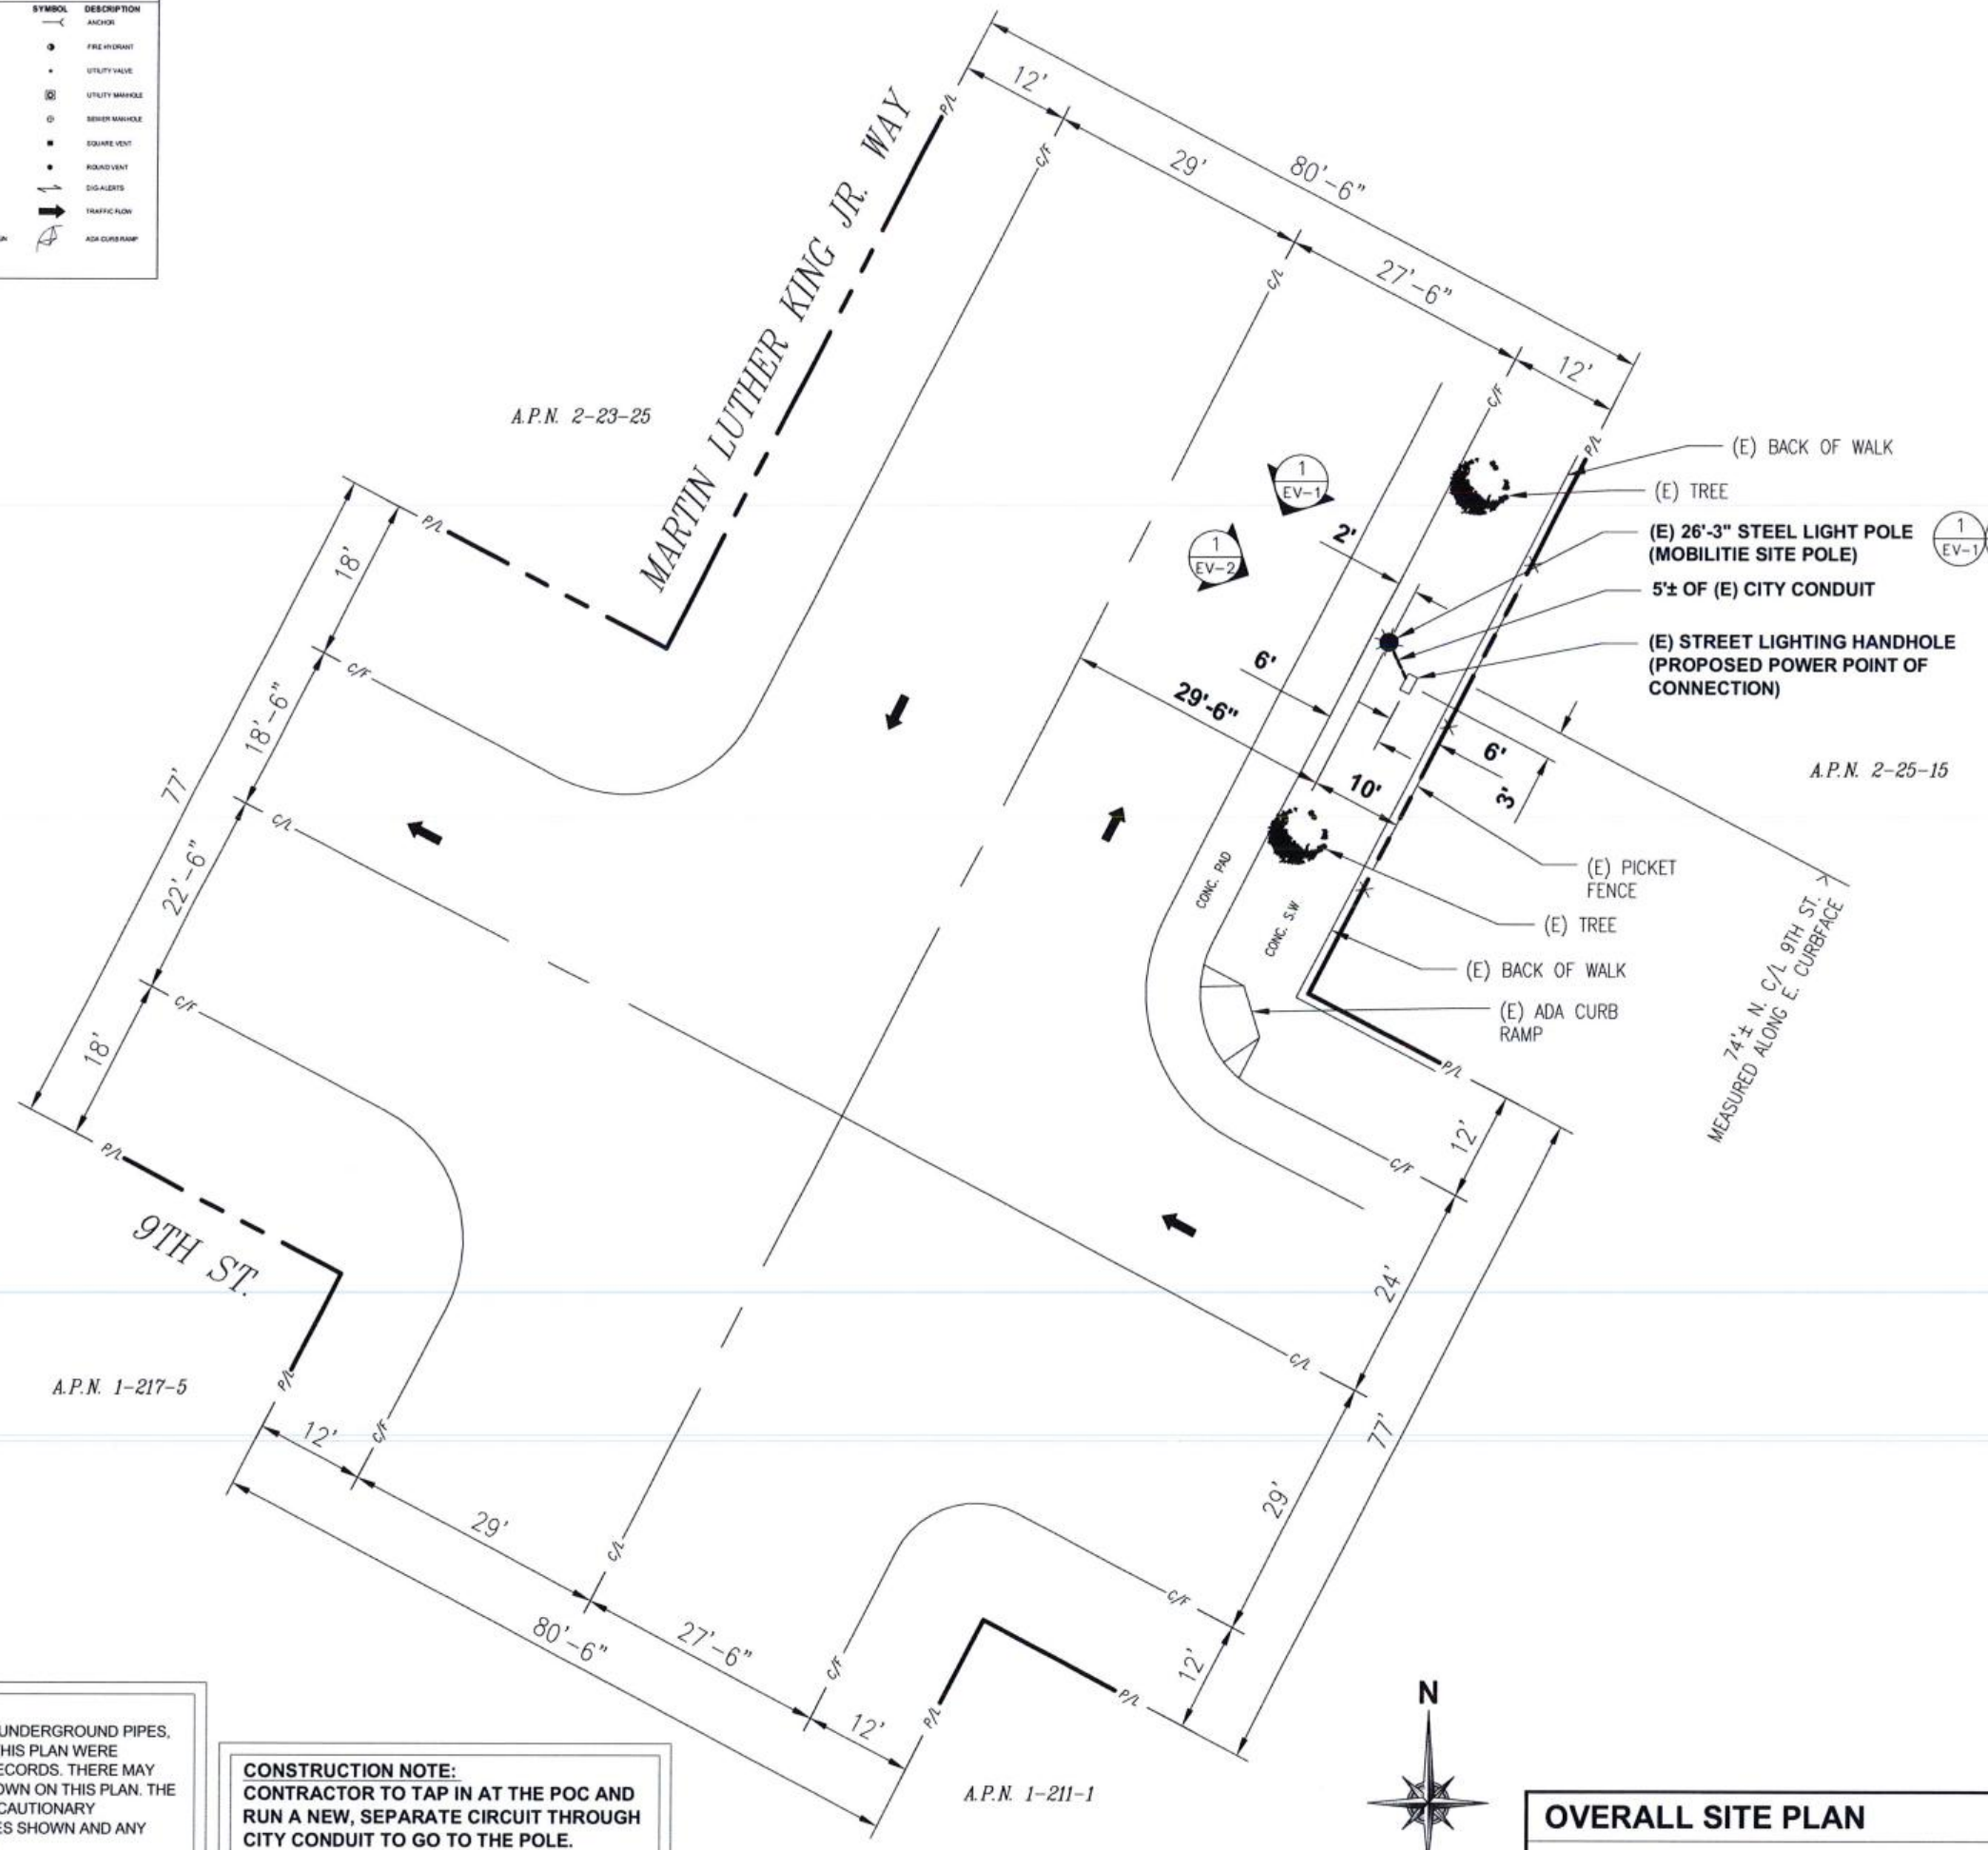 SYMBOL DESCRIPTION
ANCHOR
FIRE HYDRANT
UTILITY VALVE
UTILITY MANHOLE
SEWER MANHOLE
SQUARE VENT
ROUND VENT
DIG-ALERTS
TRAFFIC FLOW
ADA CURB RAMP
MARTIN LUTHER KING JR. WAY
P/L
12'
C/F
29'
80'-6"
C/L
27'-6"
C/F
12'
P/L
A.P.N. 2-23-25
(E) BACK OF WALK
(E) TREE
(E) 26'-3" STEEL LIGHT POLE
(MOBILITIE SITE POLE)
1
EV-1
5'± OF (E) CITY CONDUIT
(E) STREET LIGHTING HANDHOLE
(PROPOSED POWER POINT OF
CONNECTION)
1
EV-1
1
EV-2
2'
6'
29'-6"
10'
6'
3'
A.P.N. 2-25-15
(E) PICKET
FENCE
(E) TREE
(E) BACK OF WALK
(E) ADA CURB
RAMP
74'± N. C/L 9TH ST.
MEASURED ALONG E. CURBFACE
CONC. PAD
CONC. S.W
P/L
18'
C/F
18'-6"
77'
C/L
22'-6"
C/F
18'
P/L
9TH ST.
P/L
12'
C/F
24'
C/L
77'
29'
C/F
12'
P/L
A.P.N. 1-217-5
P/L
12'
C/F
29'
C/L
80'-6"
27'-6"
C/F
12'
P/L
A.P.N. 1-211-1
UNDERGROUND PIPES,
THIS PLAN WERE
ECORDS. THERE MAY
OWN ON THIS PLAN. THE
CAUTIONARY
ES SHOWN AND ANY
CONSTRUCTION NOTE:
CONTRACTOR TO TAP IN AT THE POC AND
RUN A NEW, SEPARATE CIRCUIT THROUGH
CITY CONDUIT TO GO TO THE POLE.
N
OVERALL SITE PLAN